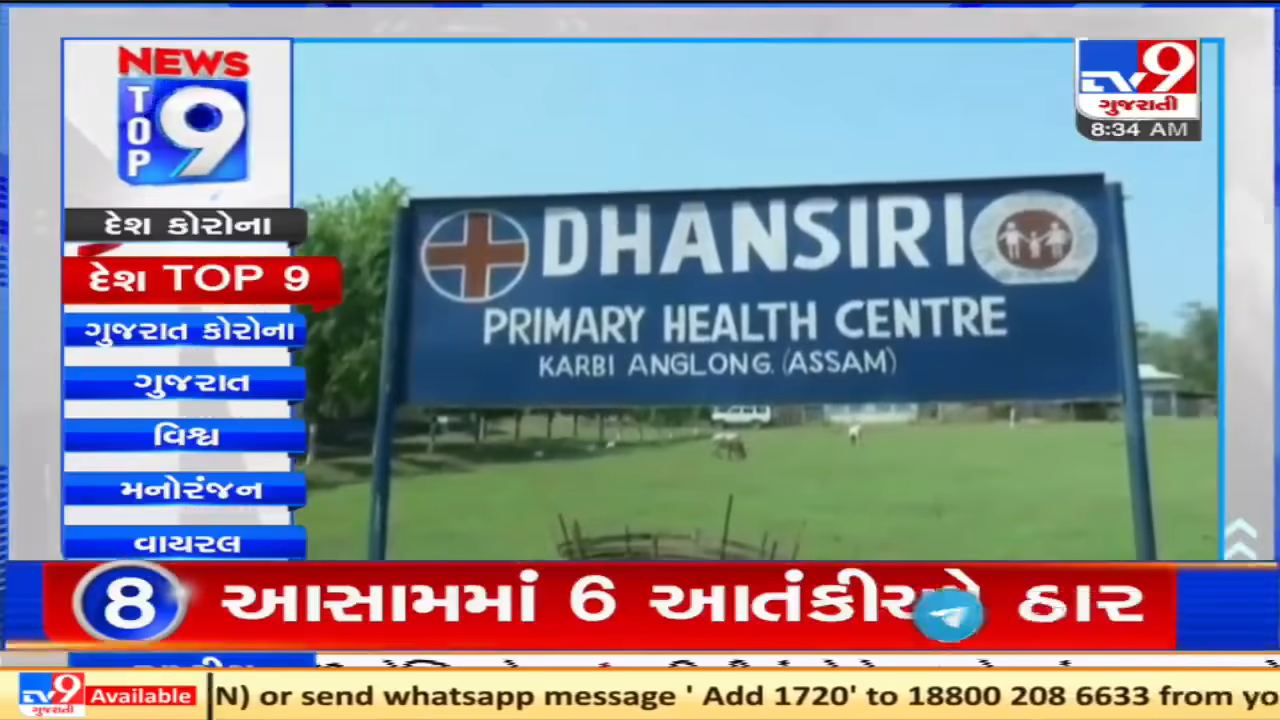 NEWS
TOP
9
દેશ કોરોના
દેશ TOP 9
ગુજરાત કોરોના
ગુજરાત
વિશ્વ
મનોરંજન
વાયરલ
TV9
ગુજરાતી
8:34 AM
DHANSIRI
PRIMARY HEALTH CENTRE
KARBI ANGLONG. (ASSAM)
8 આસામમાં 6 ઠાર
TV9
ગુજરાતી
Available
N) or send whatsapp message ' Add 1720' to 18800 208 6633 from yo